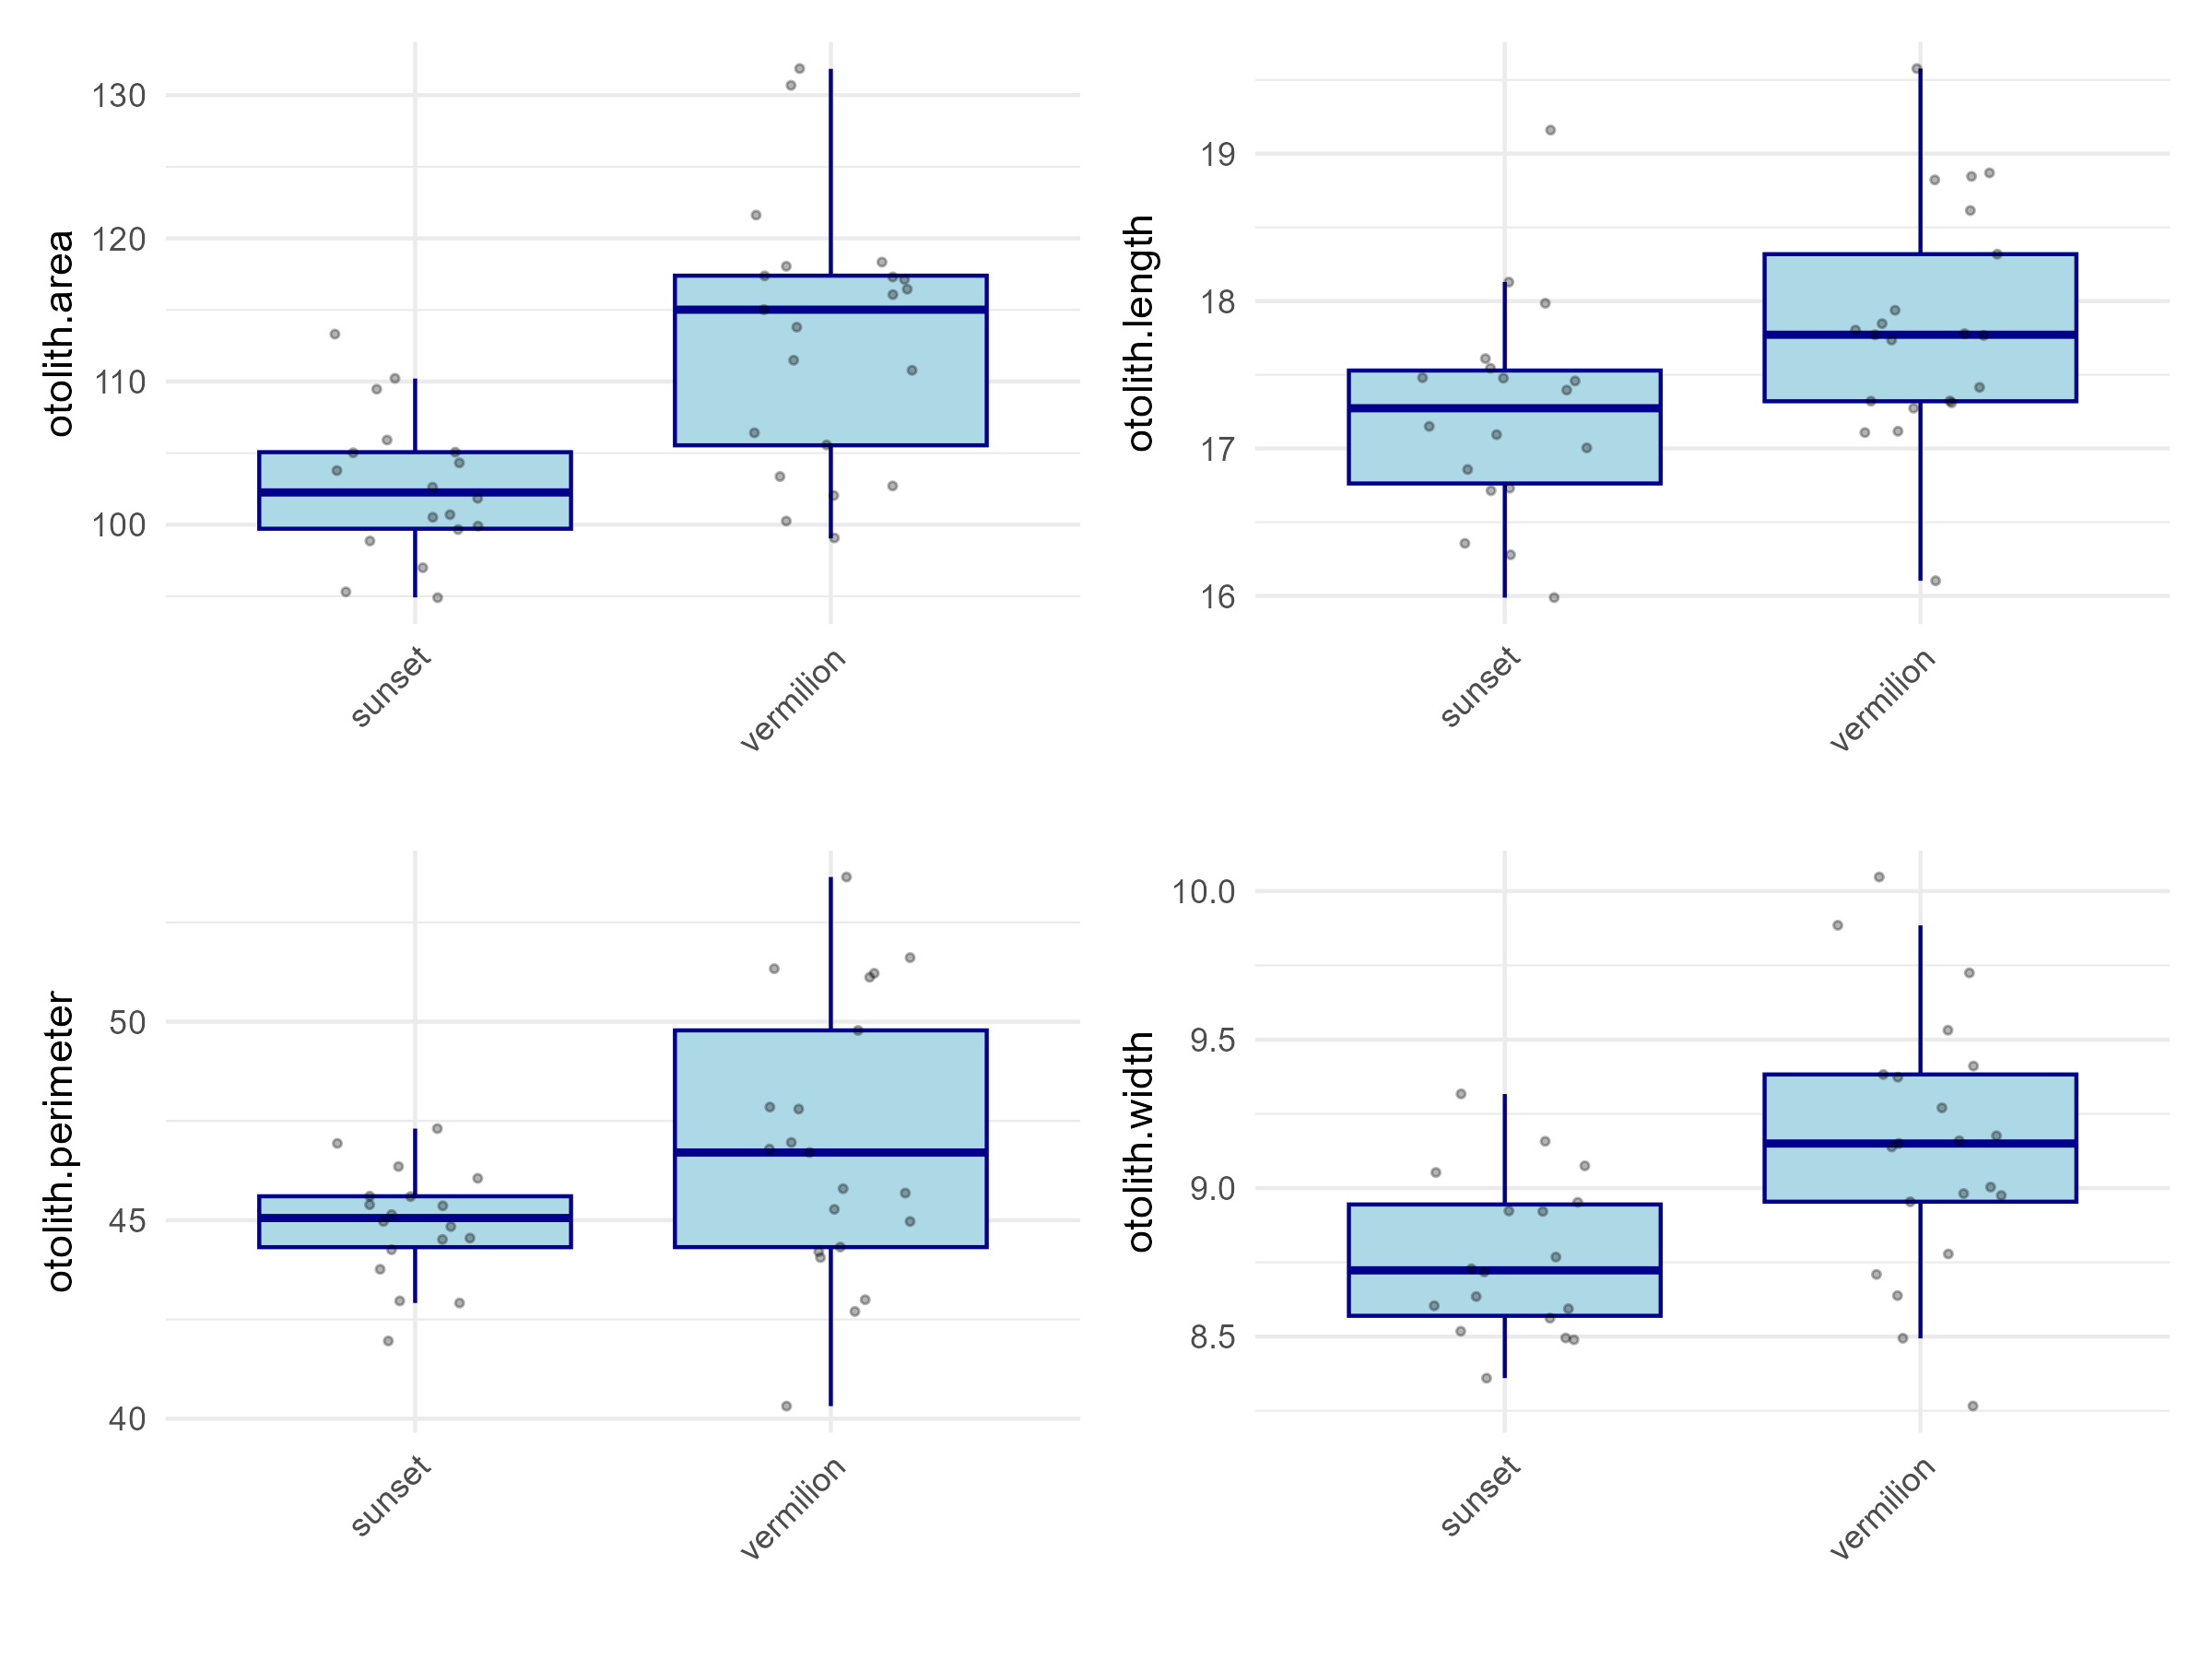 otolith.area
130
120
110
100
sunset
vermilion
otolith.length
19
18
17
16
sunset
vermilion
otolith.perimeter
50
45
40
sunset
vermilion
otolith.width
10.0
9.5
9.0
8.5
sunset
vermilion